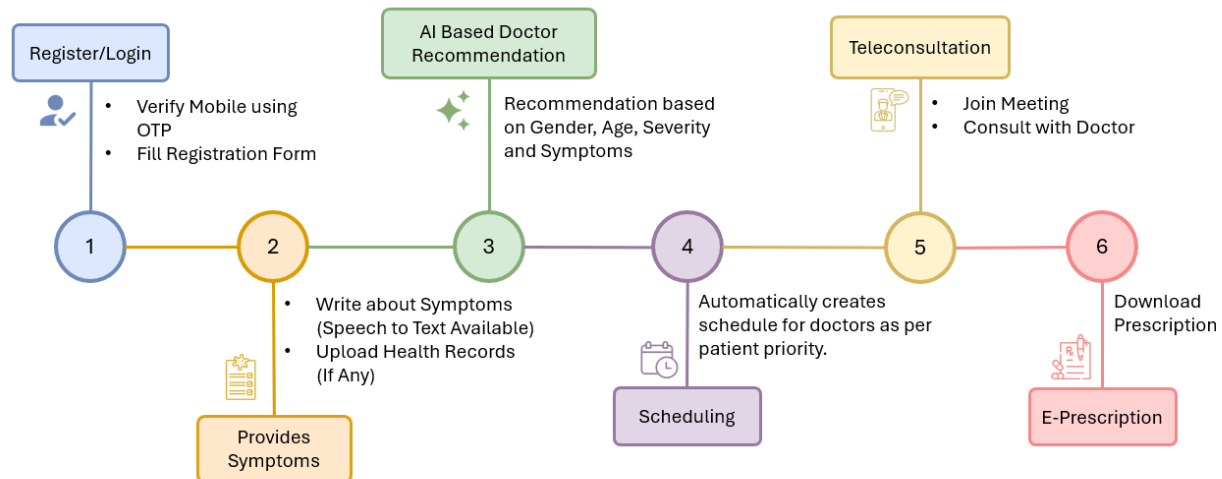 Register/Login
• Verify Mobile using
OTP
• Fill Registration Form
1
2
• Write about Symptoms
(Speech to Text Available)
• Upload Health Records
(If Any)
Provides
Symptoms
AI Based Doctor
Recommendation
Recommendation based
on Gender, Age, Severity
and Symptoms
3
4
Automatically creates
schedule for doctors as per
patient priority.
Scheduling
Teleconsultation
• Join Meeting
• Consult with Doctor
5
6
Download
Prescription
E-Prescription